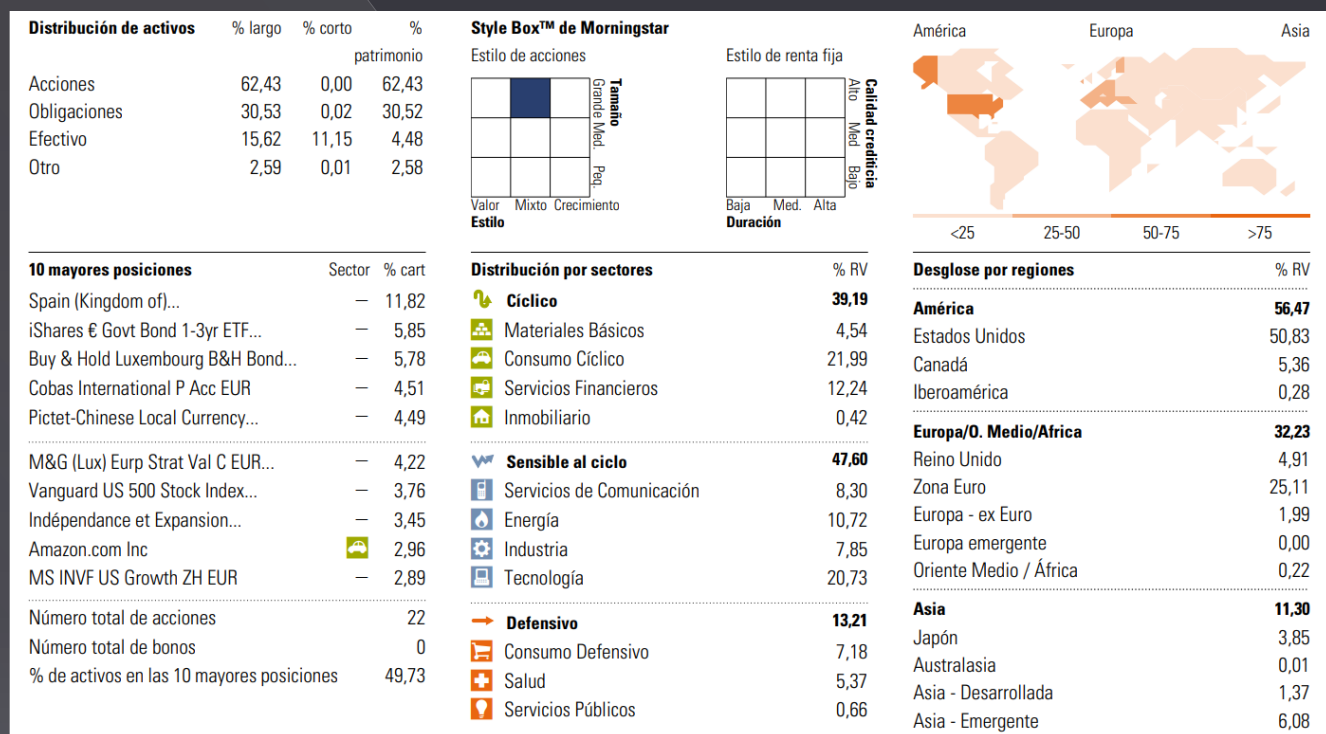 Distribución de activos % largo % corto %
patrimonio
Acciones 62,43 0,00 62,43
Obligaciones 30,53 0,02 30,52
Efectivo 15,62 11,15 4,48
Otro 2,59 0,01 2,58
Style Box™ de Morningstar
Estilo de acciones
Tamaño
Grande Med. Peq.
Valor Mixto Crecimiento
Estilo
Estilo de renta fija
Calidad crediticia
Alto Med Bajo
Baja Med. Alta
Duración
América Europa Asia
<25 25-50 50-75 >75
10 mayores posiciones Sector % cart
Spain (Kingdom of)... — 11,82
iShares € Govt Bond 1-3yr ETF... — 5,85
Buy & Hold Luxembourg B&H Bond... — 5,78
Cobas International P Acc EUR — 4,51
Pictet-Chinese Local Currency... — 4,49
M&G (Lux) Eurp Strat Val C EUR... — 4,22
Vanguard US 500 Stock Index... — 3,76
Indépendance et Expansion... — 3,45
Amazon.com Inc 2,96
MS INVF US Growth ZH EUR — 2,89
Número total de acciones 22
Número total de bonos 0
% de activos en las 10 mayores posiciones 49,73
Distribución por sectores % RV
Cíclico 39,19
Materiales Básicos 4,54
Consumo Cíclico 21,99
Servicios Financieros 12,24
Inmobiliario 0,42
Sensible al ciclo 47,60
Servicios de Comunicación 8,30
Energía 10,72
Industria 7,85
Tecnología 20,73
Defensivo 13,21
Consumo Defensivo 7,18
Salud 5,37
Servicios Públicos 0,66
Desglose por regiones % RV
América 56,47
Estados Unidos 50,83
Canadá 5,36
Iberoamérica 0,28
Europa/O. Medio/Africa 32,23
Reino Unido 4,91
Zona Euro 25,11
Europa - ex Euro 1,99
Europa emergente 0,00
Oriente Medio / África 0,22
Asia 11,30
Japón 3,85
Australasia 0,01
Asia - Desarrollada 1,37
Asia - Emergente 6,08